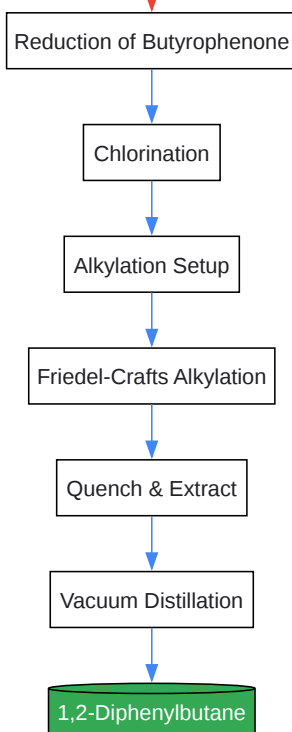 Reduction of Butyrophenone
Chlorination
Alkylation Setup
Friedel-Crafts Alkylation
Quench & Extract
Vacuum Distillation
1,2-Diphenylbutane